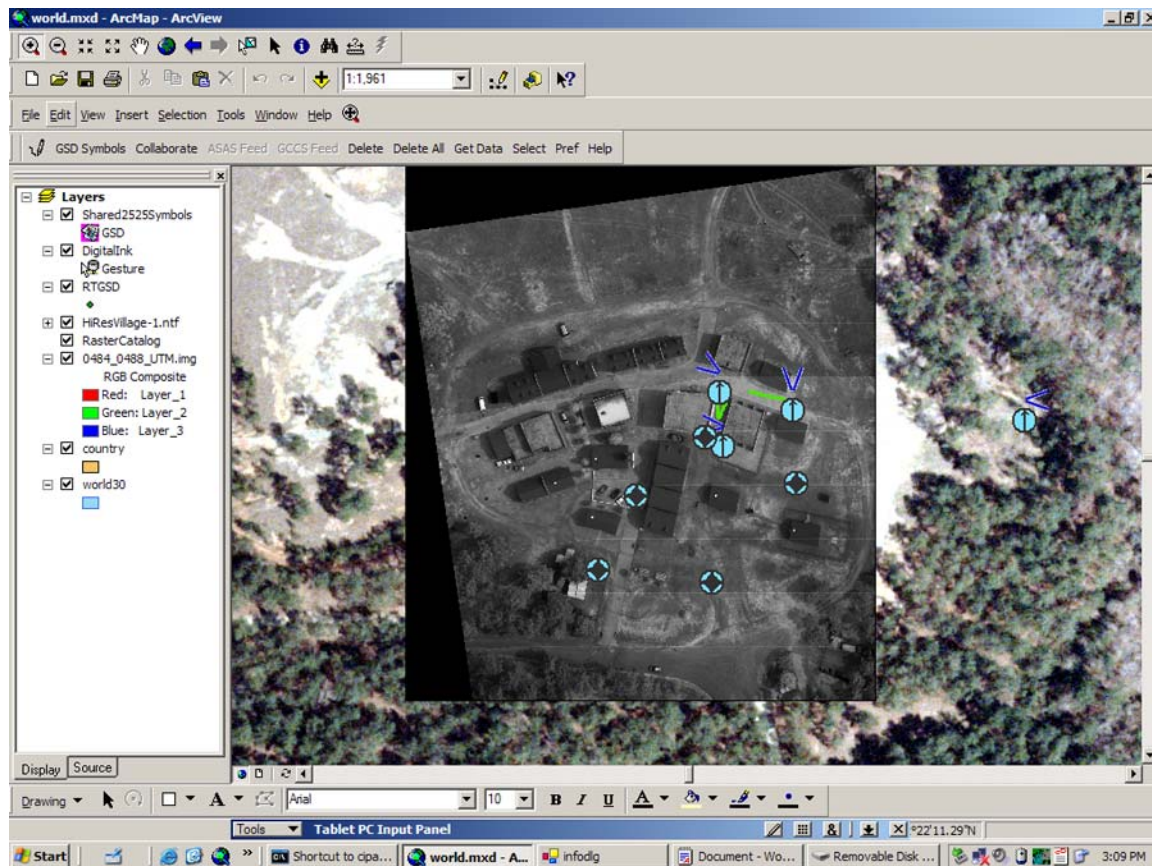 world.mxd - ArcMap - ArcView
1:1,961
File Edit View Insert Selection Tools Window Help
GSD Symbols Collaborate ASAS Feed GCCS Feed Delete Delete All Get Data Select Pref Help
Layers
Shared2525Symbols
GSD
DigitalInk
Gesture
RTGSD
HiResVillage-1.ntf
RasterCatalog
0484_0488_UTM.img
RGB Composite
Red: Layer_1
Green: Layer_2
Blue: Layer_3
country
world30
Display Source
Drawing A Arial 10 B I U A
Tools Tablet PC Input Panel & °22'11.29"N
Start » Shortcut to cipa... world.mxd - A... infodlg Document - Wo... Removable Disk ... 3:09 PM